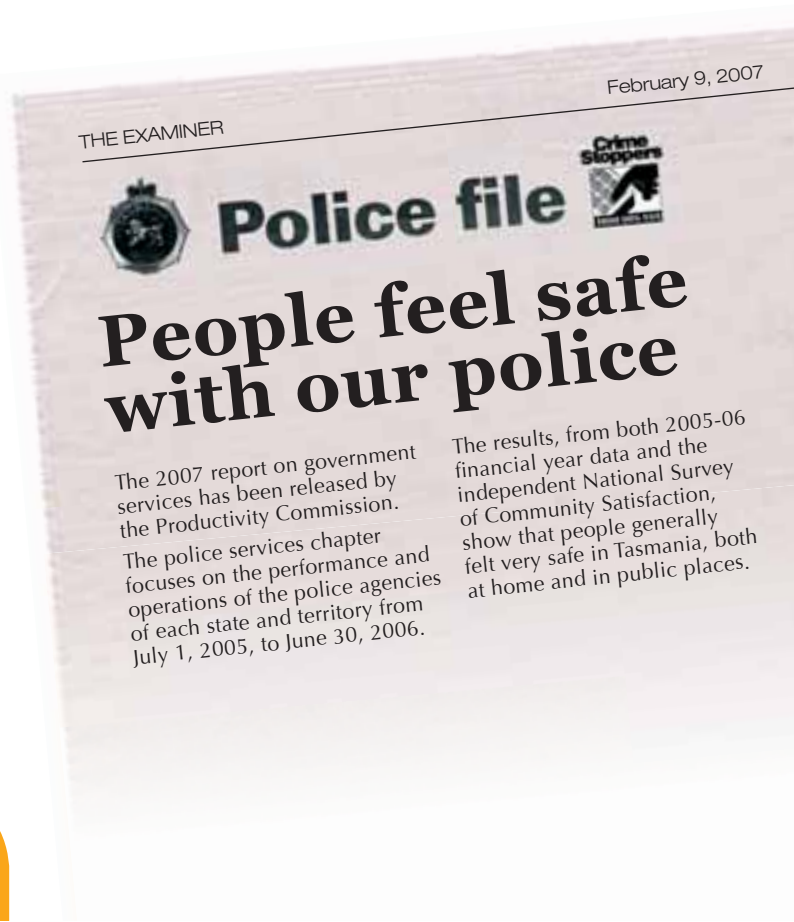 THE EXAMINER
February 9, 2007
Police file
Crime
Stoppers
People feel safe
with our police
The 2007 report on government
services has been released by
the Productivity Commission.
The police services chapter
focuses on the performance and
operations of the police agencies
of each state and territory from
July 1, 2005, to June 30, 2006.
The results, from both 2005-06
financial year data and the
independent National Survey
of Community Satisfaction,
show that people generally
felt very safe in Tasmania, both
at home and in public places.